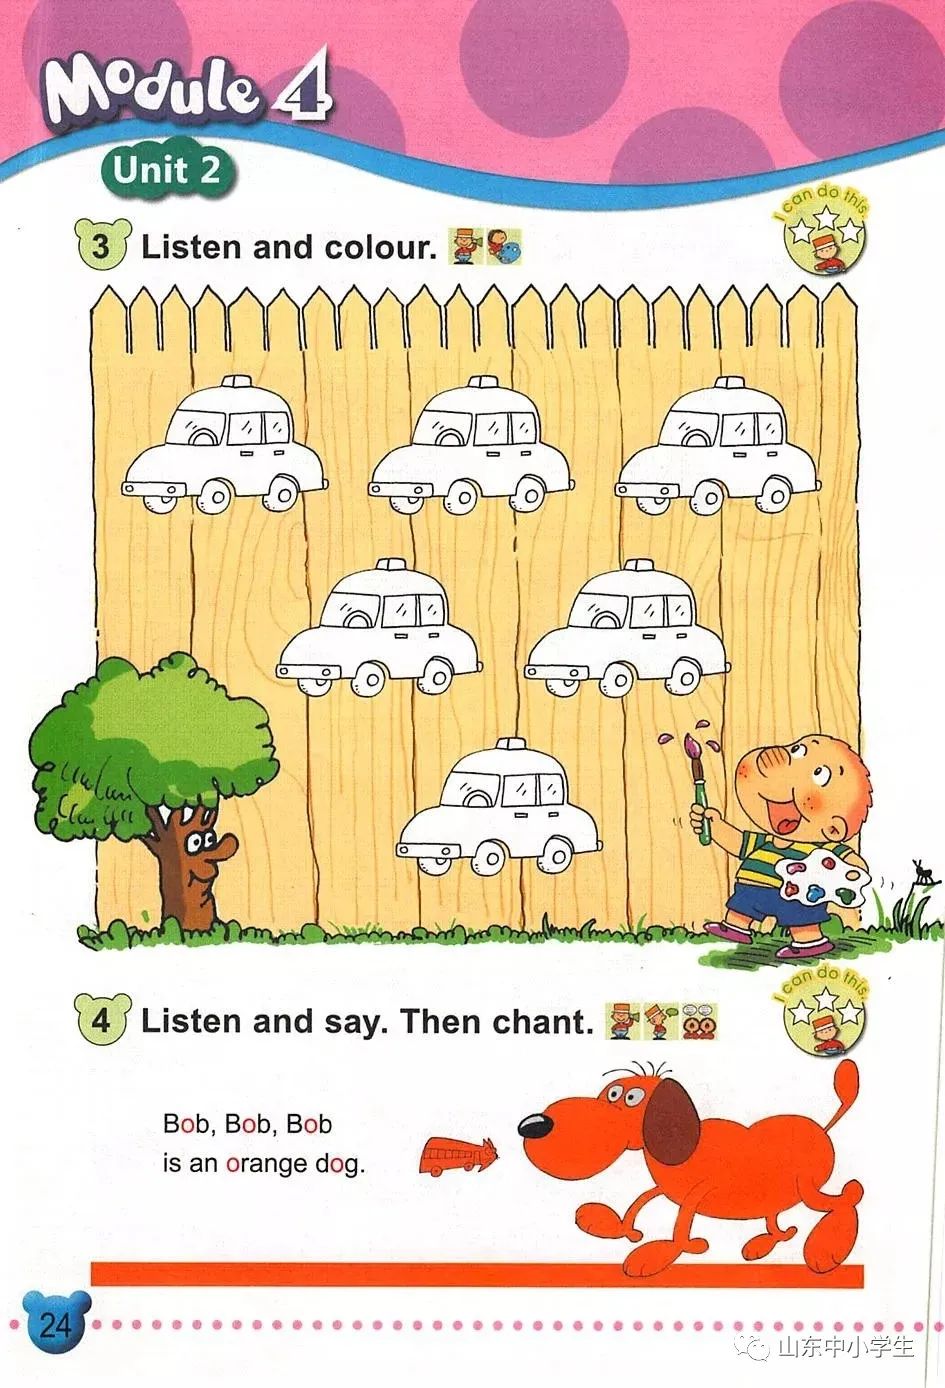 Module 4
Unit 2
I can do this.
3 Listen and colour.
I can do this.
4 Listen and say. Then chant.
Bob, Bob, Bob
is an orange dog.
24
山东中小学生